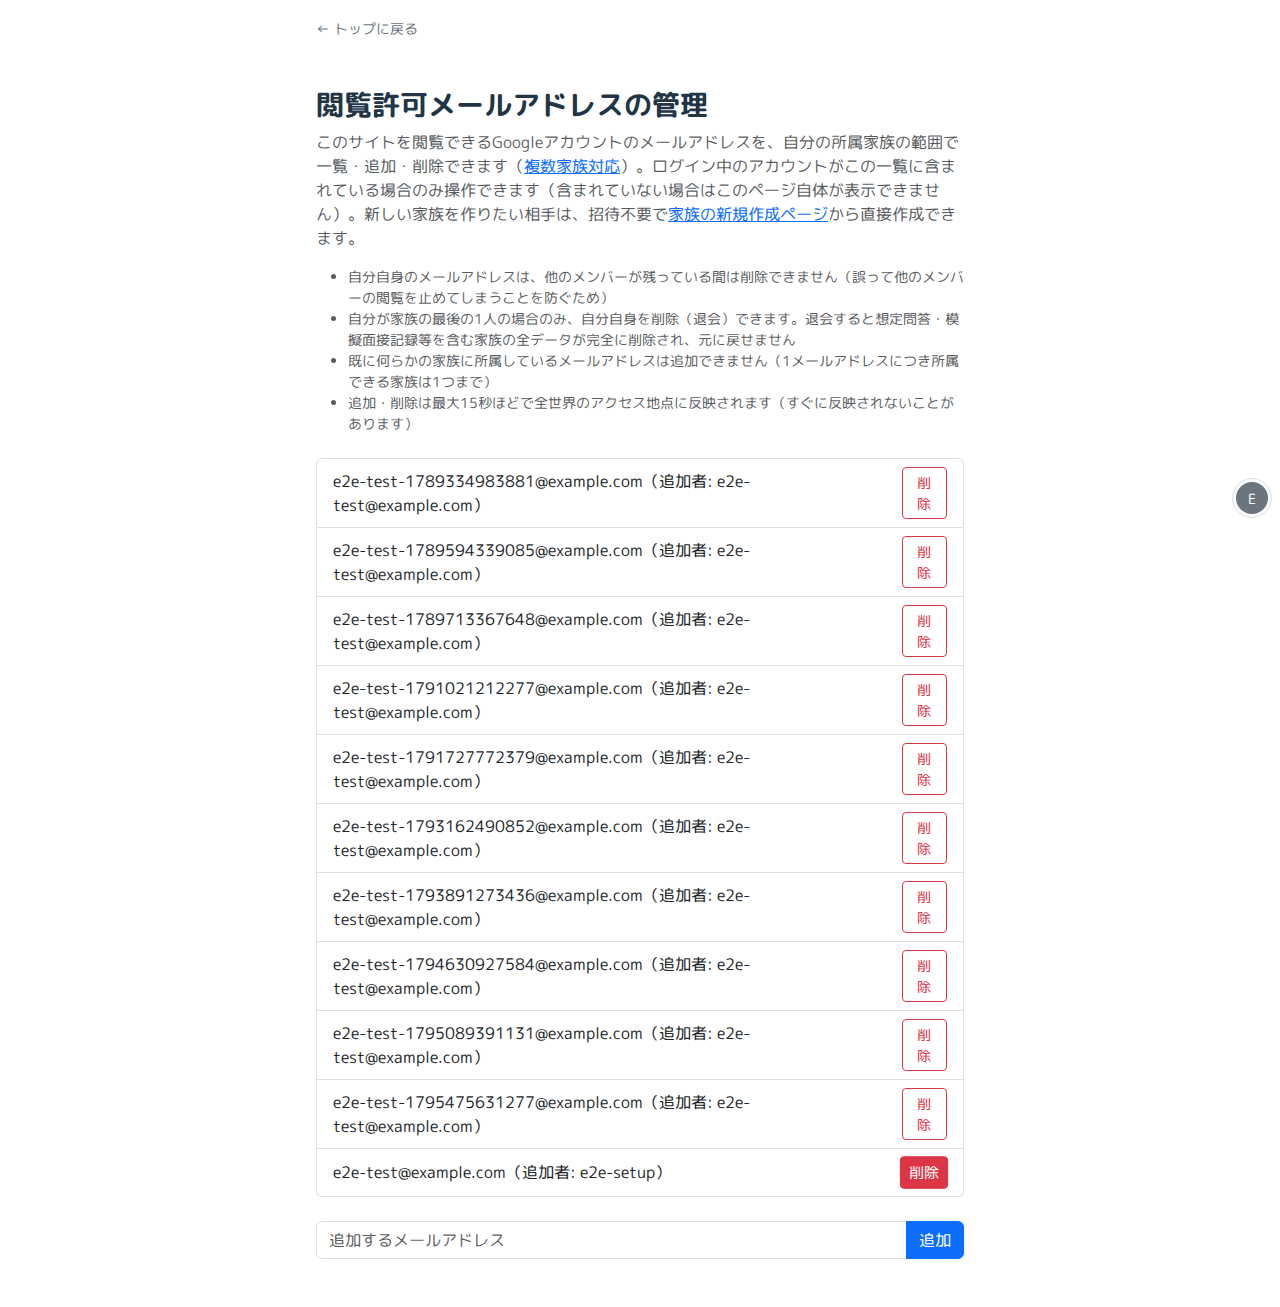 ← トップに戻る
閲覧許可メールアドレスの管理
このサイトを閲覧できるGoogleアカウントのメールアドレスを、自分の所属家族の範囲で
一覧・追加・削除できます（複数家族対応）。ログイン中のアカウントがこの一覧に含ま
れている場合のみ操作できます（含まれていない場合はこのページ自体が表示できませ
ん）。新しい家族を作りたい相手は、招待不要で家族の新規作成ページから直接作成でき
ます。
• 自分自身のメールアドレスは、他のメンバーが残っている間は削除できません（誤って他のメンバ
ーの閲覧を止めてしまうことを防ぐため）
• 自分が家族の最後の1人の場合のみ、自分自身を削除（退会）できます。退会すると想定問答・模
擬面接記録等を含む家族の全データが完全に削除され、元に戻せません
• 既に何らかの家族に所属しているメールアドレスは追加できません（1メールアドレスにつき所属
できる家族は1つまで）
• 追加・削除は最大15秒ほどで全世界のアクセス地点に反映されます（すぐに反映されないことが
あります）
e2e-test-1789334983881@example.com（追加者: e2e-
test@example.com）
削
除
e2e-test-1789594339085@example.com（追加者: e2e-
test@example.com）
削
除
e2e-test-1789713367648@example.com（追加者: e2e-
test@example.com）
削
除
e2e-test-1791021212277@example.com（追加者: e2e-
test@example.com）
削
除
e2e-test-1791727772379@example.com（追加者: e2e-
test@example.com）
削
除
e2e-test-1793162490852@example.com（追加者: e2e-
test@example.com）
削
除
e2e-test-1793891273436@example.com（追加者: e2e-
test@example.com）
削
除
e2e-test-1794630927584@example.com（追加者: e2e-
test@example.com）
削
除
e2e-test-1795089391131@example.com（追加者: e2e-
test@example.com）
削
除
e2e-test-1795475631277@example.com（追加者: e2e-
test@example.com）
削
除
e2e-test@example.com（追加者: e2e-setup）
削除
追加するメールアドレス
追加
E